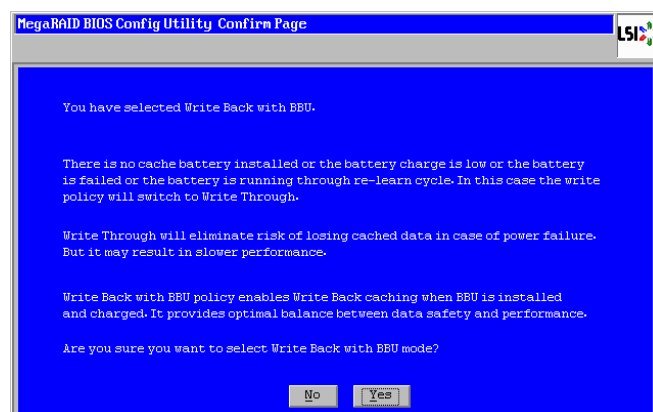 MegaRAID BIOS Config Utility Confirm Page
LSI
You have selected Write Back with BBU.
There is no cache battery installed or the battery charge is low or the battery
is failed or the battery is running through re-learn cycle. In this case the write
policy will switch to Write Through.
Write Through will eliminate risk of losing cached data in case of power failure.
But it may result in slower performance.
Write Back with BBU policy enables Write Back caching when BBU is installed
and charged. It provides optimal balance between data safety and performance.
Are you sure you want to select Write Back with BBU mode?
No Yes